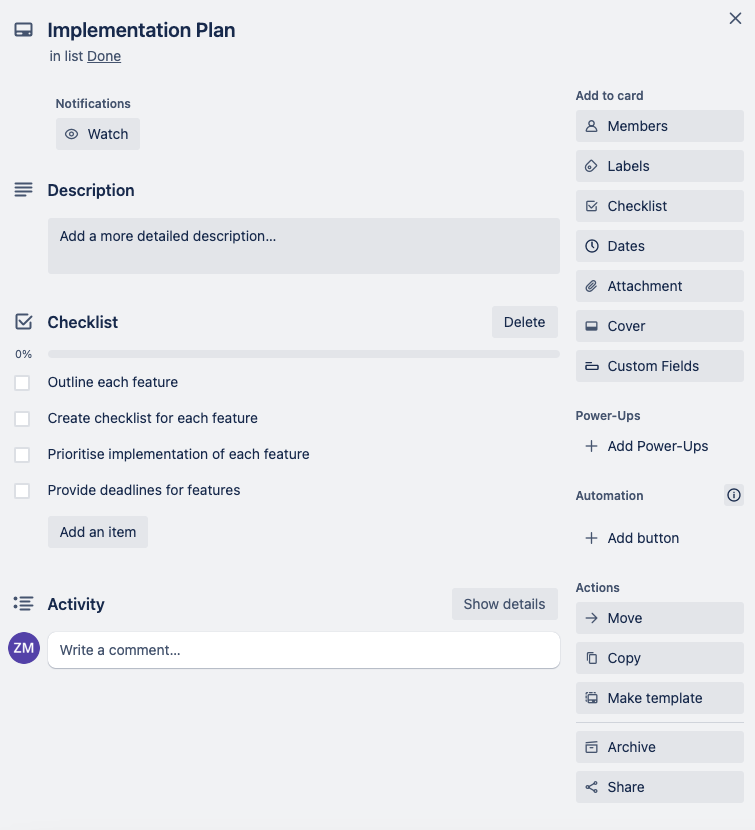 Implementation Plan
in list Done
Notifications
Watch
Description
Add a more detailed description...
Checklist
Delete
0%
Outline each feature
Create checklist for each feature
Prioritise implementation of each feature
Provide deadlines for features
Add an item
Activity
Show details
ZM
Write a comment...
Add to card
Members
Labels
Checklist
Dates
Attachment
Cover
Custom Fields
Power-Ups
Add Power-Ups
Automation
Add button
Actions
Move
Copy
Make template
Archive
Share